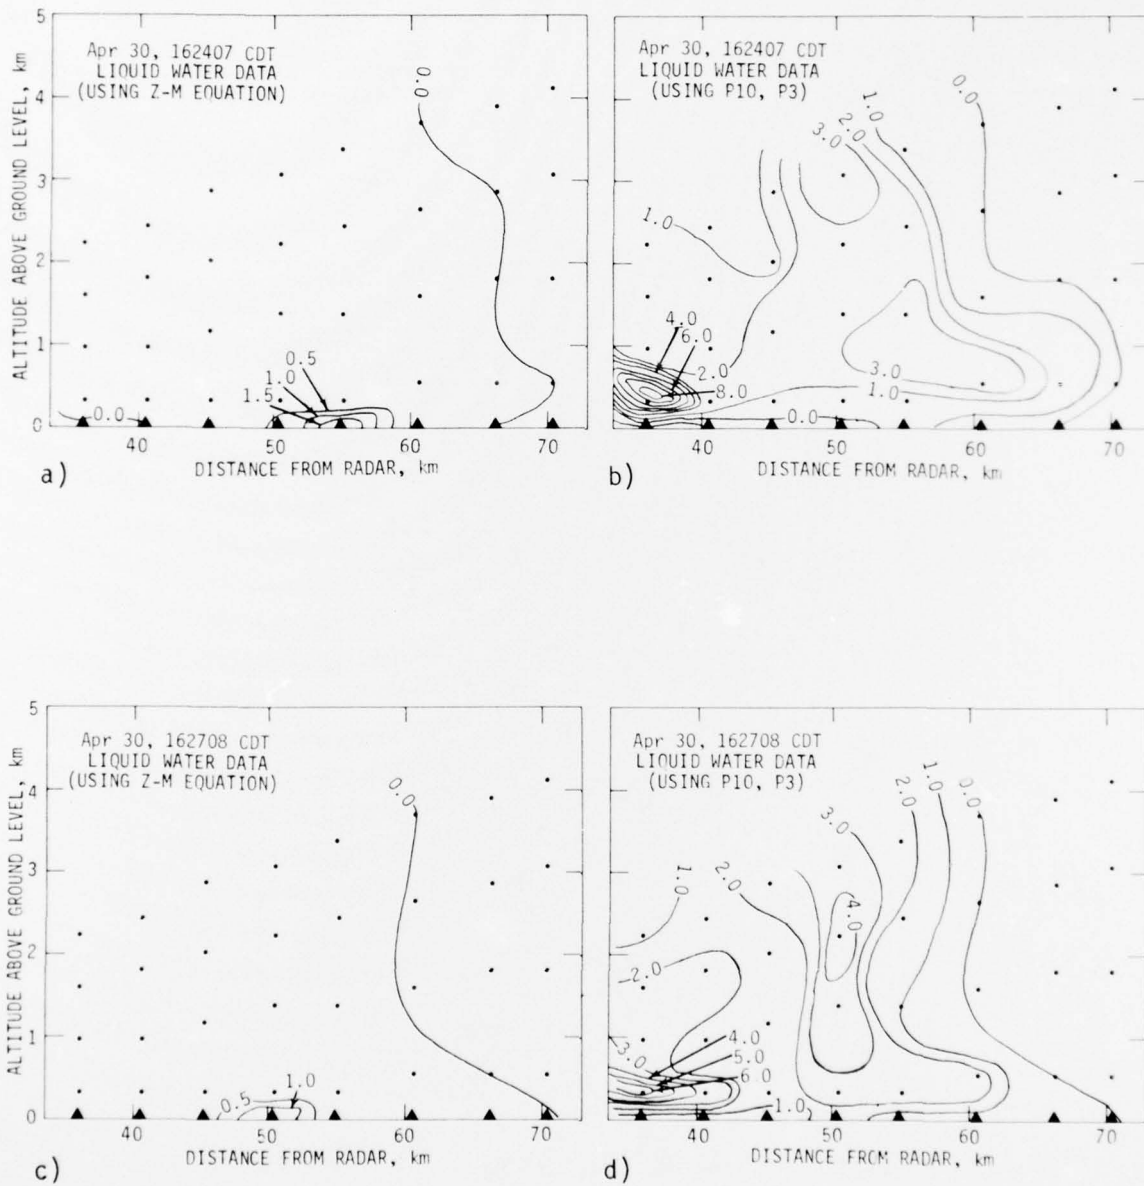 5
4
3
2
1
0
ALTITUDE ABOVE GROUND LEVEL, km
Apr 30, 162407 CDT
LIQUID WATER DATA
(USING Z-M EQUATION)
0.0
0.5
1.0
1.5
0.0
40
50
60
70
DISTANCE FROM RADAR, km
a)
Apr 30, 162407 CDT
LIQUID WATER DATA
(USING P10, P3)
0.0
1.0
2.0
3.0
1.0
4.0
6.0
2.0
8.0
3.0
1.0
0.0
40
50
60
70
DISTANCE FROM RADAR, km
b)
5
4
3
2
1
0
ALTITUDE ABOVE GROUND LEVEL, km
Apr 30, 162708 CDT
LIQUID WATER DATA
(USING Z-M EQUATION)
0.0
0.5
1.0
40
50
60
70
DISTANCE FROM RADAR, km
c)
Apr 30, 162708 CDT
LIQUID WATER DATA
(USING P10, P3)
0.0
1.0
2.0
3.0
1.0
2.0
4.0
2.0
3.0
4.0
5.0
6.0
1.0
40
50
60
70
DISTANCE FRCM RADAR, km
d)